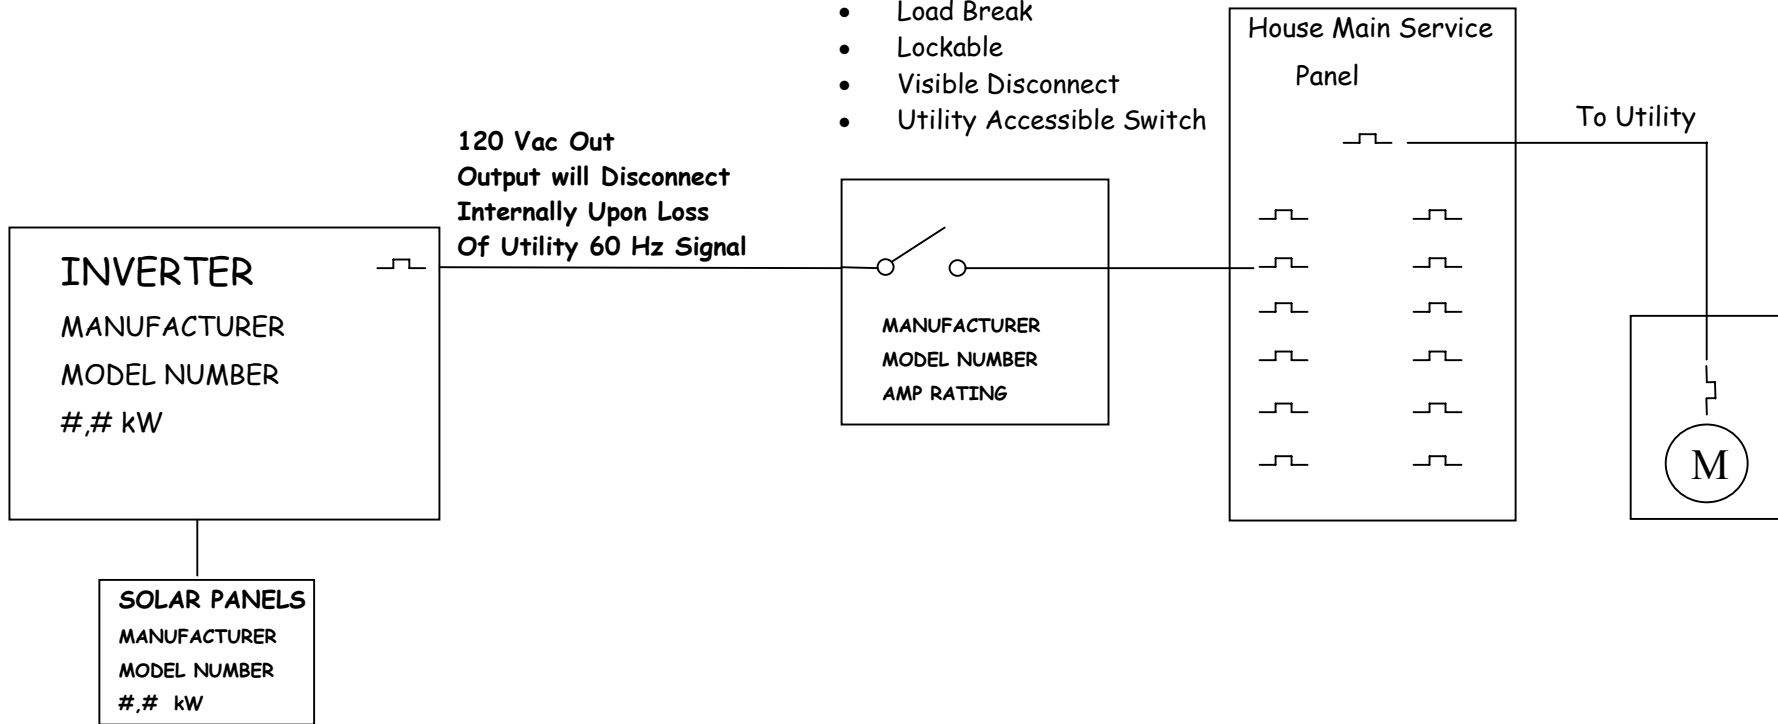 • Load Break
• Lockable
• Visible Disconnect
• Utility Accessible Switch
House Main Service
Panel
To Utility
120 Vac Out
Output will Disconnect
Internally Upon Loss
Of Utility 60 Hz Signal
INVERTER
MANUFACTURER
MODEL NUMBER
#,# kW
MANUFACTURER
MODEL NUMBER
AMP RATING
M
SOLAR PANELS
MANUFACTURER
MODEL NUMBER
#,# kW